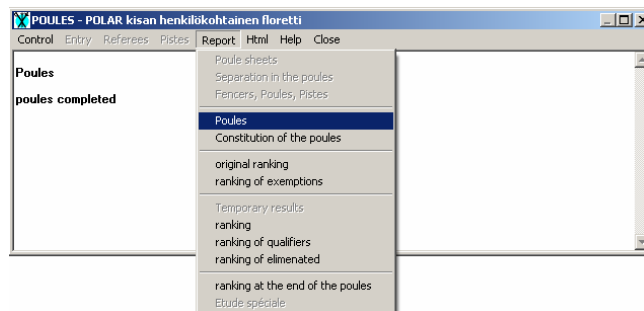 POULES - POLAR kisan henkilökohtainen floretti
Control Entry Referees Pistes Report Html Help Close
Poules
poules completed
Poule sheets
Separation in the poules
Fencers, Poules, Pistes
Poules
Constitution of the poules
original ranking
ranking of exemptions
Temporary results
ranking
ranking of qualifiers
ranking of elimenated
ranking at the end of the poules
Etude spéciale